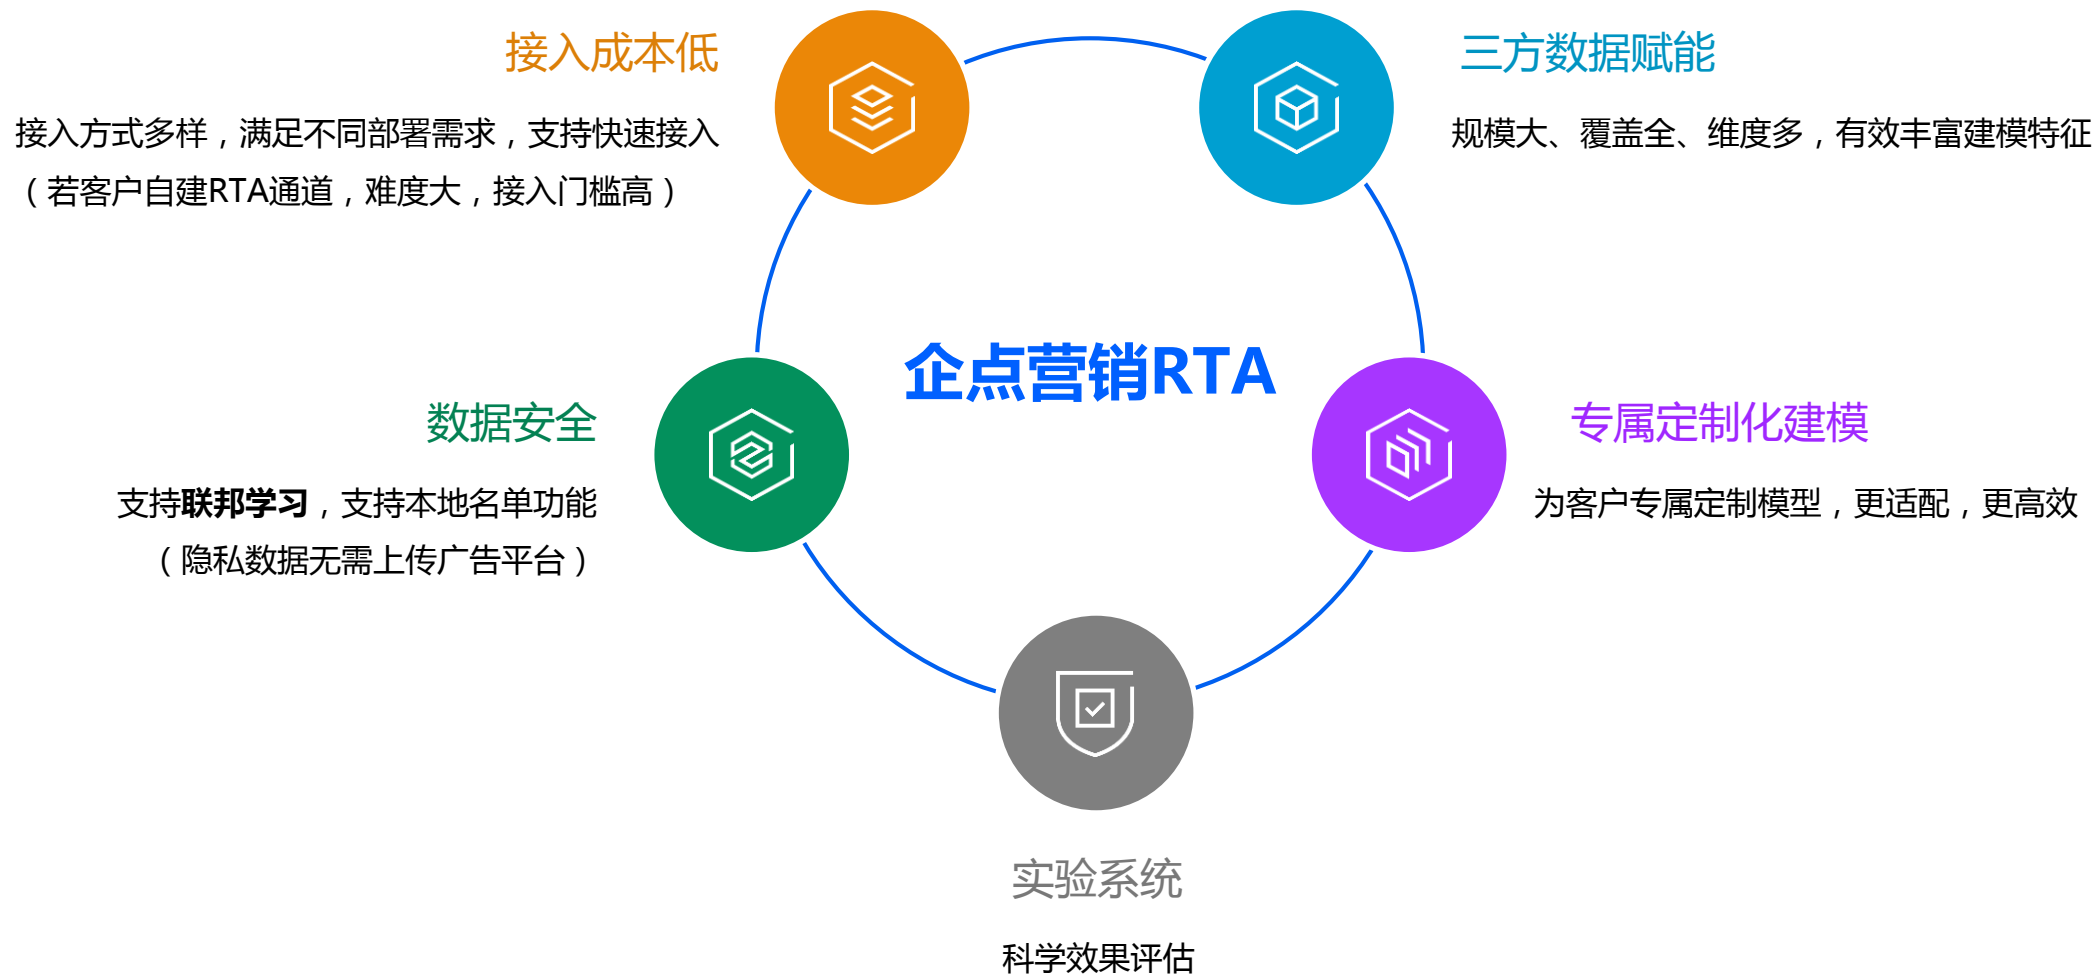 接入成本低
接入方式多样，满足不同部署需求，支持快速接入
（若客户自建RTA通道，难度大，接入门槛高）
三方数据赋能
规模大、覆盖全、维度多，有效丰富建模特征
企点营销RTA
数据安全
支持联邦学习，支持本地名单功能
（隐私数据无需上传广告平台）
专属定制化建模
为客户专属定制模型，更适配，更高效
实验系统
科学效果评估